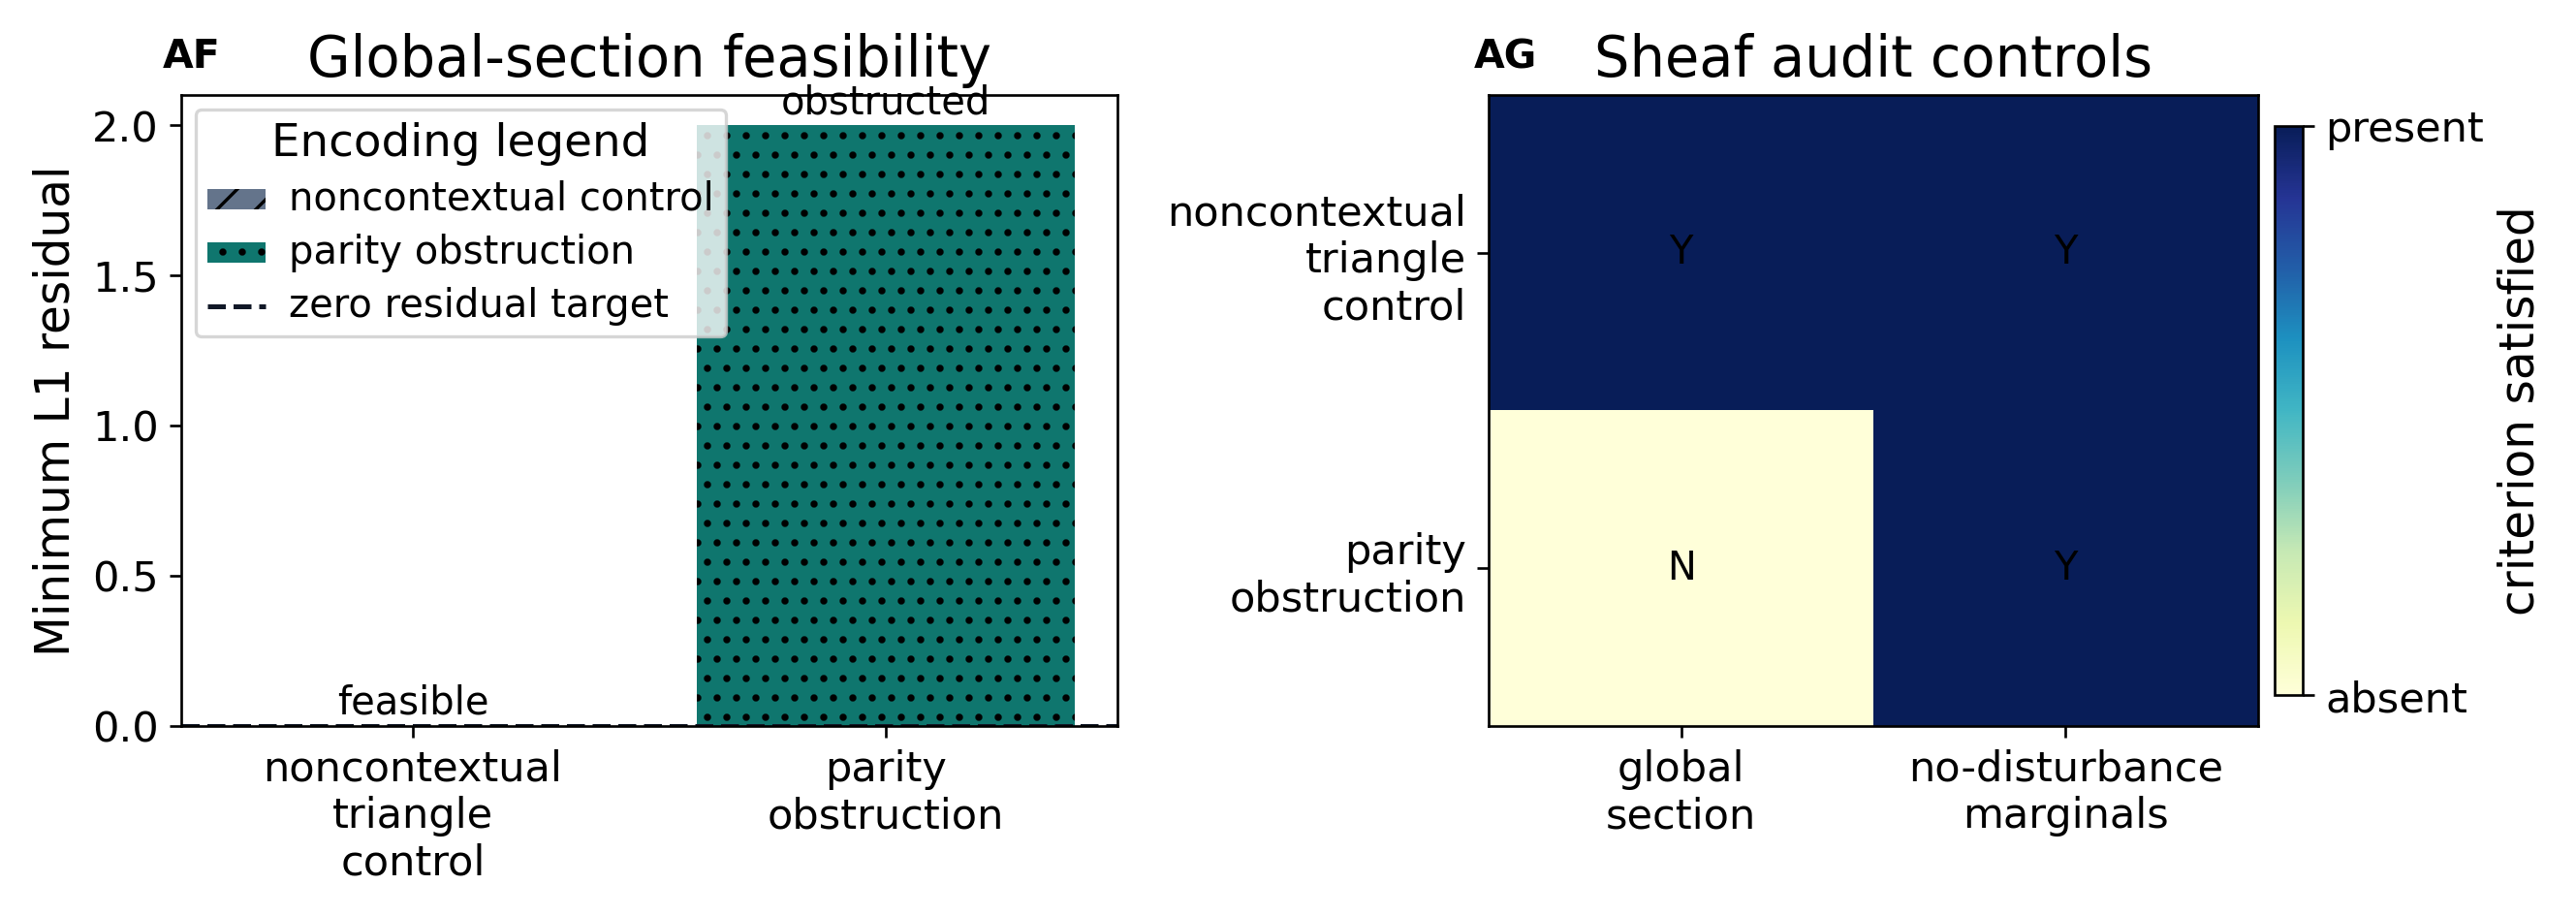 AF
Global-section feasibility
obstructed
Encoding legend
noncontextual control
parity obstruction
zero residual target
Minimum L1 residual
2.0
1.5
1.0
0.5
0.0
feasible
noncontextual
triangle
control
parity
obstruction
AG
Sheaf audit controls
noncontextual
triangle
control
parity
obstruction
Y
Y
N
Y
global
section
no-disturbance
marginals
present
absent
criterion satisfied